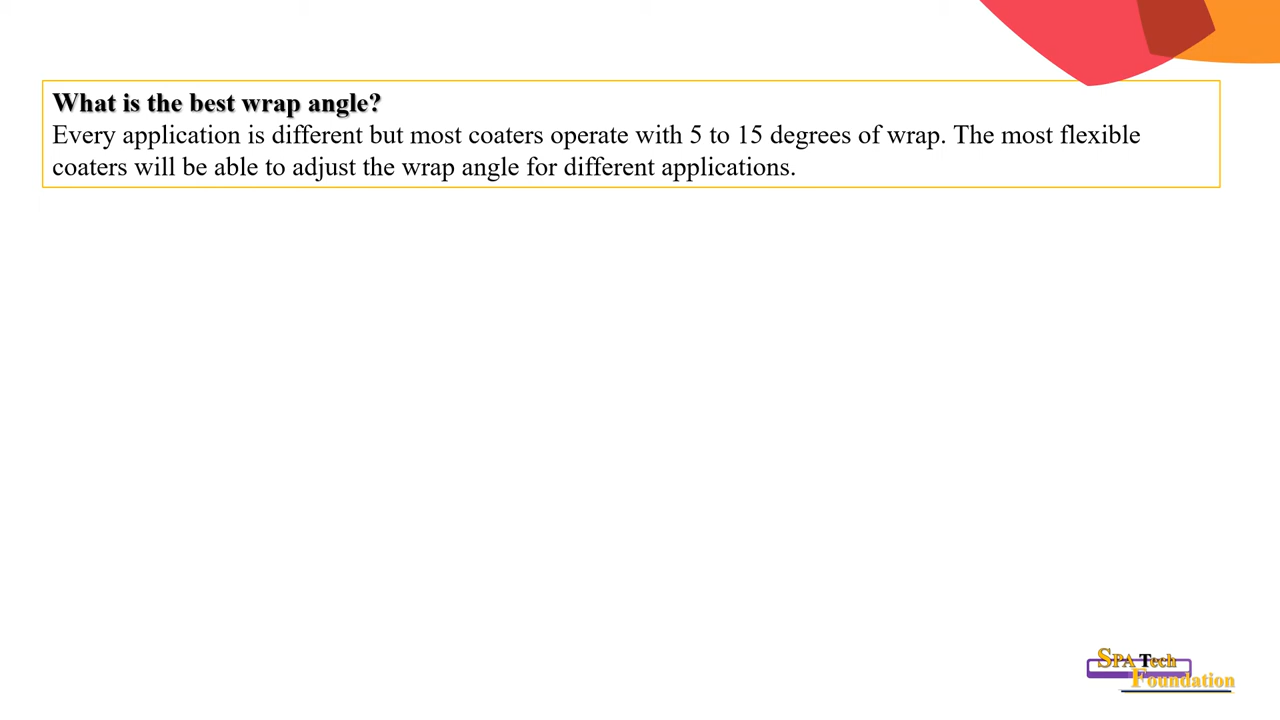 What is the best wrap angle?
Every application is different but most coaters operate with 5 to 15 degrees of wrap. The most flexible
coaters will be able to adjust the wrap angle for different applications.
SPA Tech
Foundation